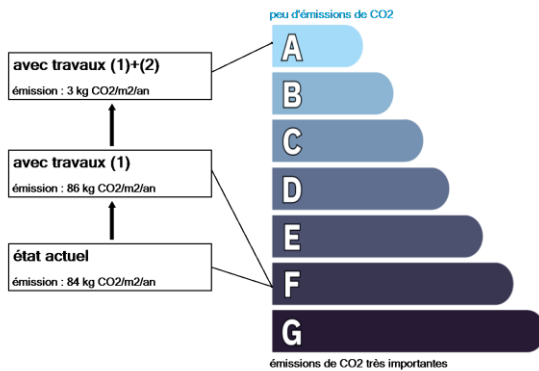 peu d'émissions de CO2
A
B
C
D
E
F
G
émissions de CO2 très importantes
avec travaux (1)+(2)
émission : 3 kg CO2/m2/an
avec travaux (1)
émission : 86 kg CO2/m2/an
état actuel
émission : 84 kg CO2/m2/an